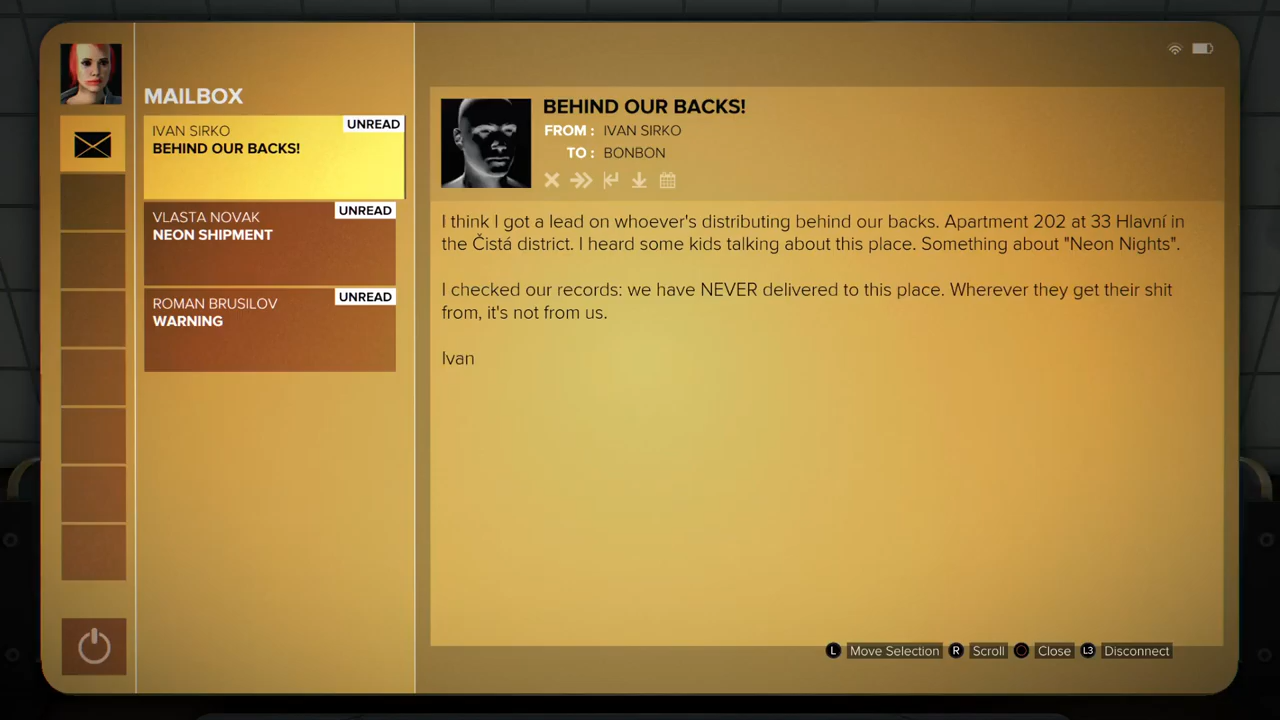 MAILBOX
IVAN SIRKO
UNREAD
BEHIND OUR BACKS!
VLASTA NOVAK
UNREAD
NEON SHIPMENT
ROMAN BRUSILOV
UNREAD
WARNING
BEHIND OUR BACKS!
FROM : IVAN SIRKO
TO : BONBON
I think I got a lead on whoever's distributing behind our backs. Apartment 202 at 33 Hlavní in
the Čistá district. I heard some kids talking about this place. Something about "Neon Nights".
I checked our records: we have NEVER delivered to this place. Wherever they get their shit
from, it's not from us.
Ivan
L Move Selection R Scroll Close L3 Disconnect